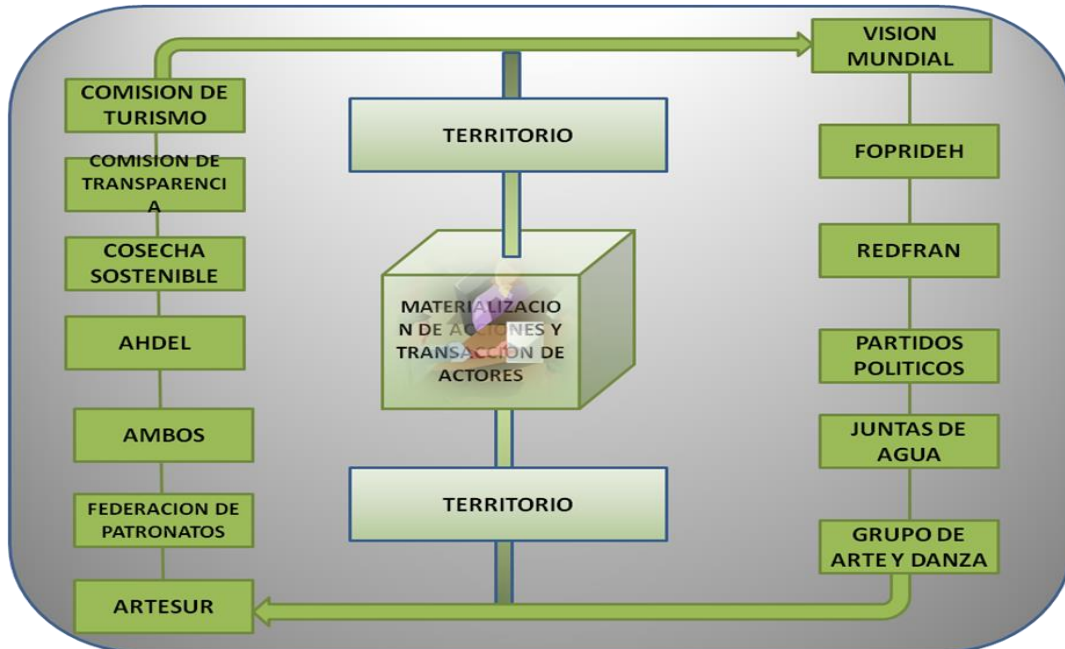 COMISION DE
TURISMO
COMISION DE
TRANSPARENCI
A
COSECHA
SOSTENIBLE
AHDEL
AMBOS
FEDERACION DE
PATRONATOS
ARTESUR
TERRITORIO
MATERIALIZACIO
N DE ACCIONES Y
TRANSACCION DE
ACTORES
TERRITORIO
VISION
MUNDIAL
FOPRIDEH
REDFRAN
PARTIDOS
POLITICOS
JUNTAS DE
AGUA
GRUPO DE
ARTE Y DANZA